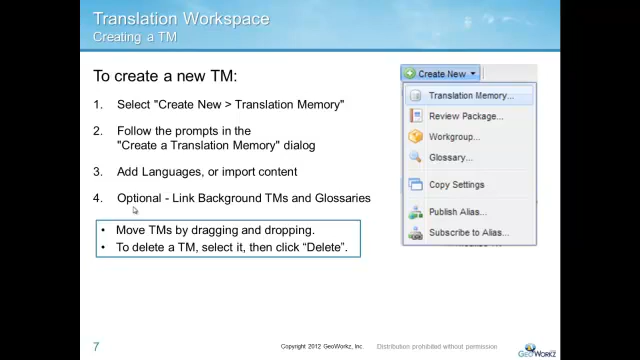 Translation Workspace
Creating a TM
To create a new TM:
1. Select "Create New > Translation Memory"
2. Follow the prompts in the
"Create a Translation Memory" dialog
3. Add Languages, or import content
4. Optional - Link Background TMs and Glossaries
• Move TMs by dragging and dropping.
• To delete a TM, select it, then click “Delete”.
Create New
Translation Memory...
Review Package...
Workgroup...
Glossary...
Copy Settings
Publish Alias...
Subscribe to Alias...
7
Copyright 2012 GeoWorkz, Inc.
Distribution prohibited without permission
GeoWorkz